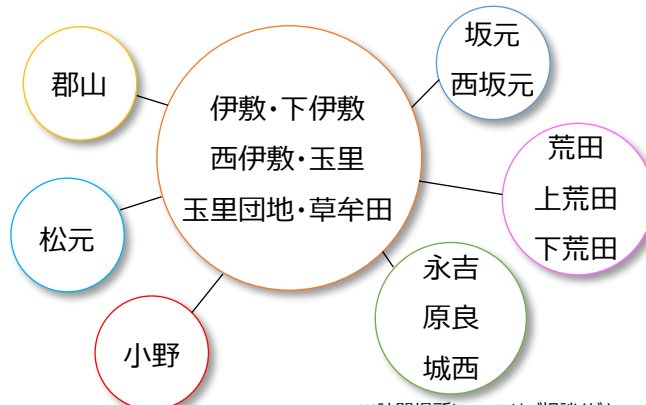 郡山
伊敷・下伊敷
西伊敷・玉里
玉里団地・草牟田
坂元
西坂元
荒田
上荒田
下荒田
松元
小野
永吉
原良
城西